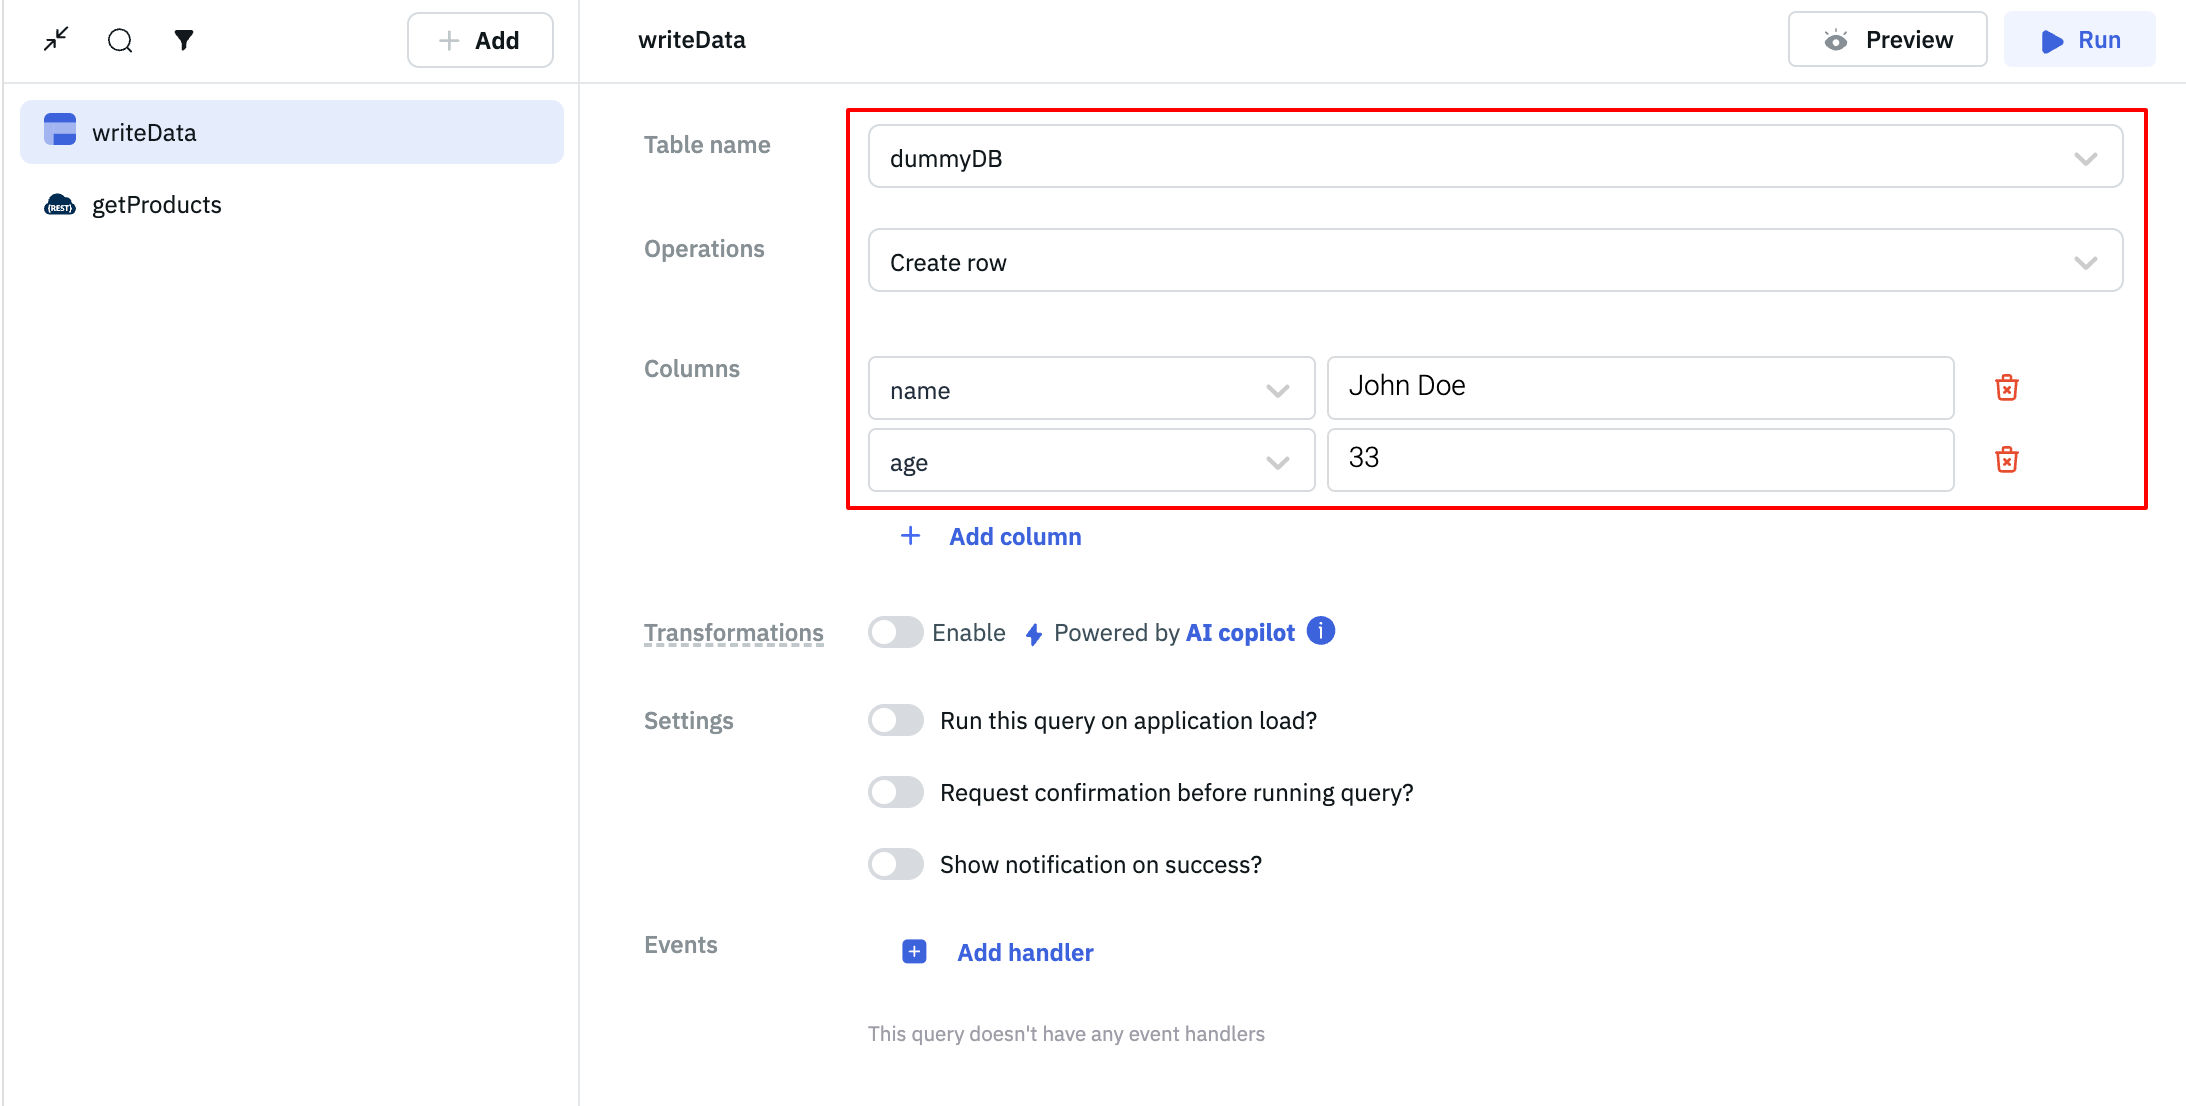 Add
writeData
Preview
Run
writeData
{REST}
getProducts
Table name
dummyDB
Operations
Create row
Columns
name
John Doe
age
33
Add column
Transformations
Enable
Powered by AI copilot
Settings
Run this query on application load?
Request confirmation before running query?
Show notification on success?
Events
Add handler
This query doesn't have any event handlers